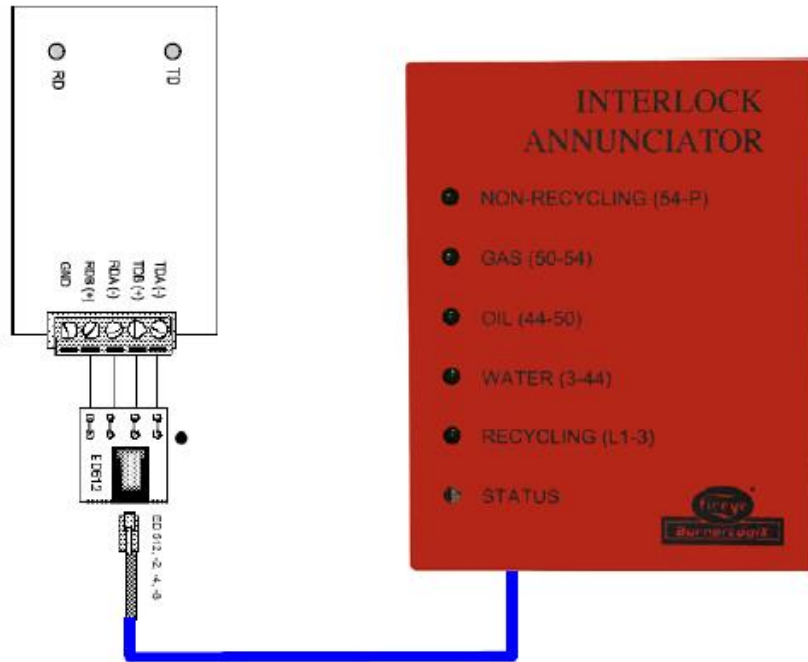 RD
TD
GND
RDB (+)
RDA (-)
TDB (+)
TDA (-)
ED512
ED 512, -2, -4, -8
INTERLOCK
ANNUNCIATOR
NON-RECYCLING (54-P)
GAS (50-54)
OIL (44-50)
WATER (3-44)
RECYCLING (L1-3)
STATUS
fireye
BurnerLogix